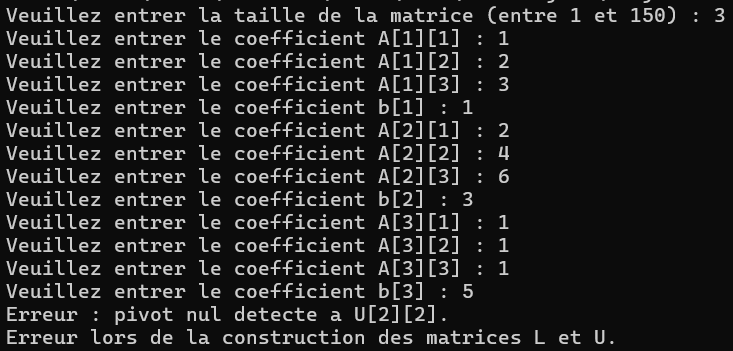 Veuillez entrer la taille de la matrice (entre 1 et 150) : 3
Veuillez entrer le coefficient A[1][1] : 1
Veuillez entrer le coefficient A[1][2] : 2
Veuillez entrer le coefficient A[1][3] : 3
Veuillez entrer le coefficient b[1] : 1
Veuillez entrer le coefficient A[2][1] : 2
Veuillez entrer le coefficient A[2][2] : 4
Veuillez entrer le coefficient A[2][3] : 6
Veuillez entrer le coefficient b[2] : 3
Veuillez entrer le coefficient A[3][1] : 1
Veuillez entrer le coefficient A[3][2] : 1
Veuillez entrer le coefficient A[3][3] : 1
Veuillez entrer le coefficient b[3] : 5
Erreur : pivot nul detecte a U[2][2].
Erreur lors de la construction des matrices L et U.